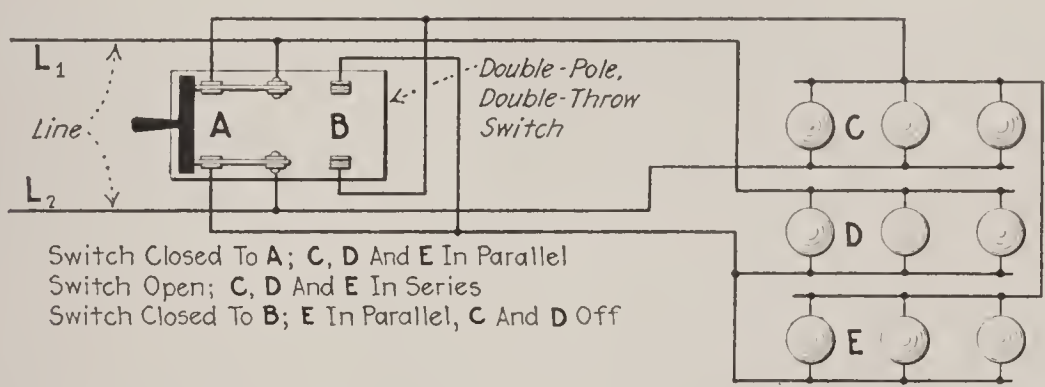 L1
Line
L2
A
B
Double-Pole,
Double-Throw
Switch
C
D
E
Switch Closed To A; C, D And E In Parallel
Switch Open; C, D And E In Series
Switch Closed To B; E In Parallel, C And D Off